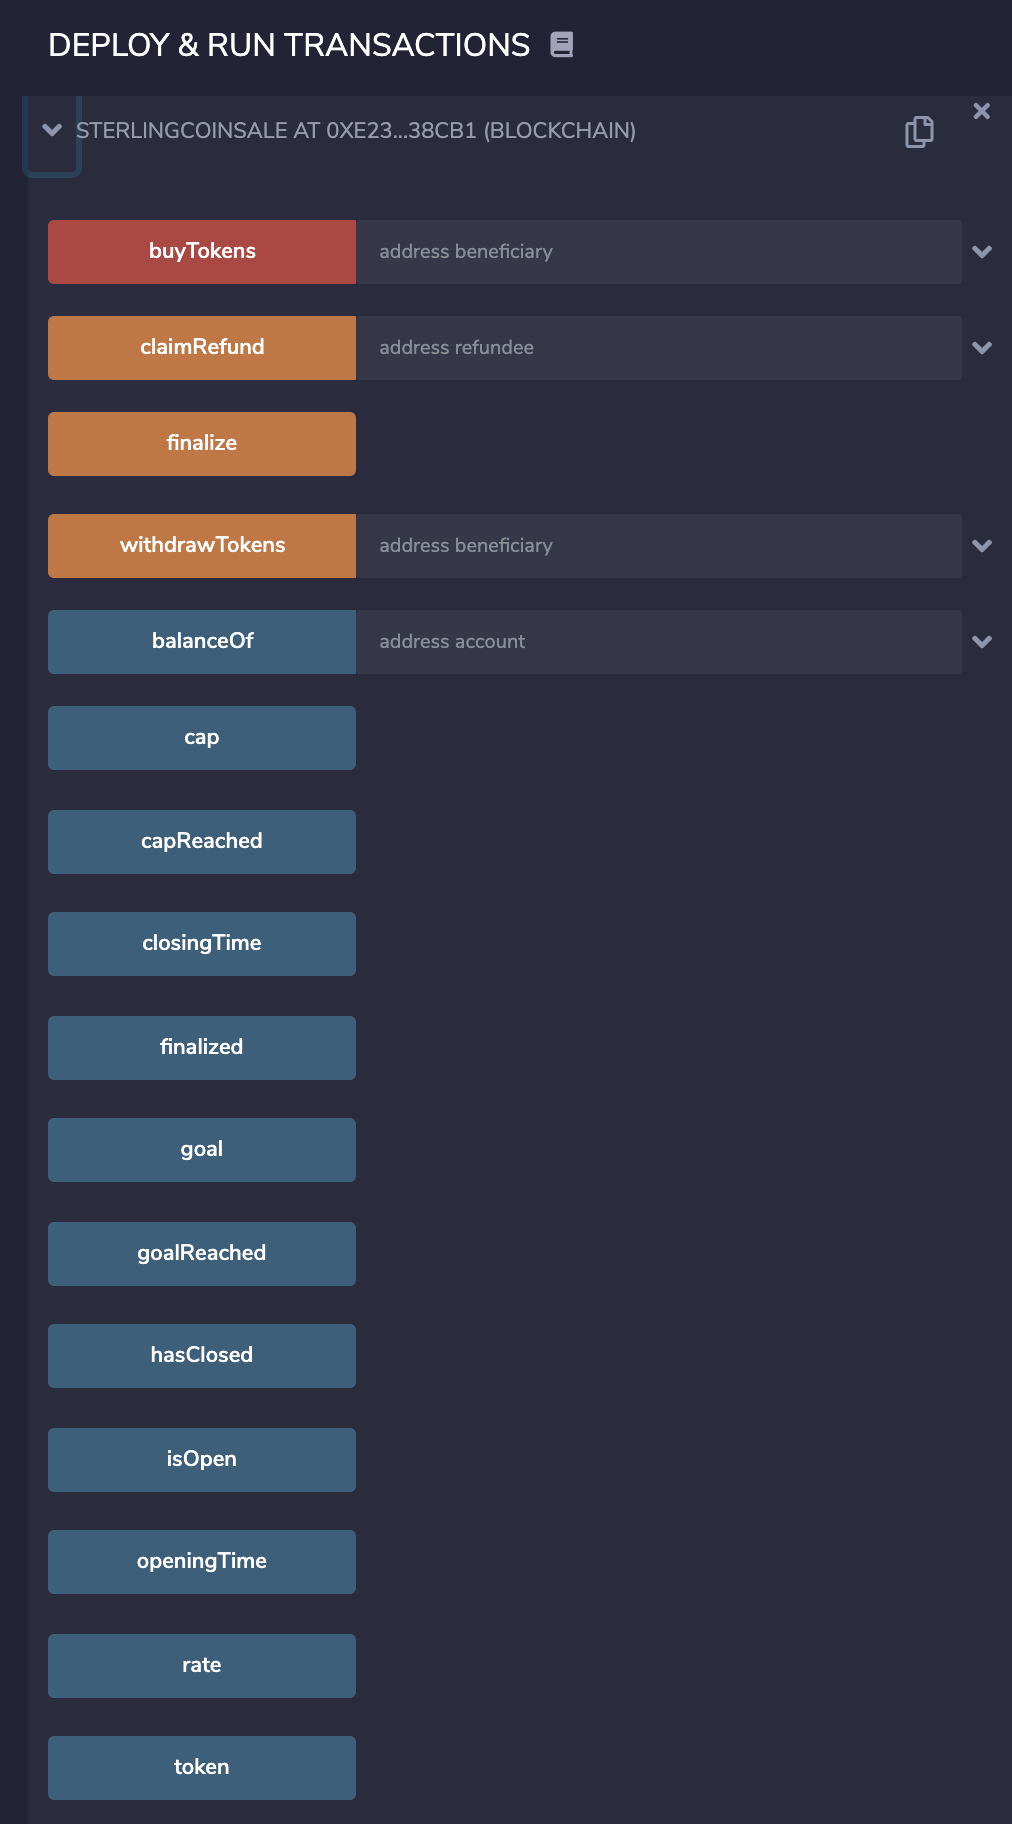 DEPLOY & RUN TRANSACTIONS
STERLINGCOINSALE AT 0XE23...38CB1 (BLOCKCHAIN)
buyTokens address beneficiary
claimRefund address refundee
finalize
withdrawTokens address beneficiary
balanceOf address account
cap
capReached
closingTime
finalized
goal
goalReached
hasClosed
isOpen
openingTime
rate
token